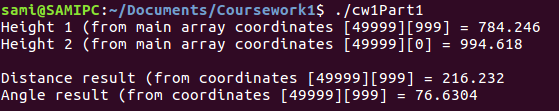 sami@SAMIPC:~/Documents/Coursework1$ ./cw1Part1
Height 1 (from main array coordinates [49999][999] = 784.246
Height 2 (from main array coordinates [49999][0] = 994.618
Distance result (from coordinates [49999][999] = 216.232
Angle result (from coordinates [49999][999] = 76.6304